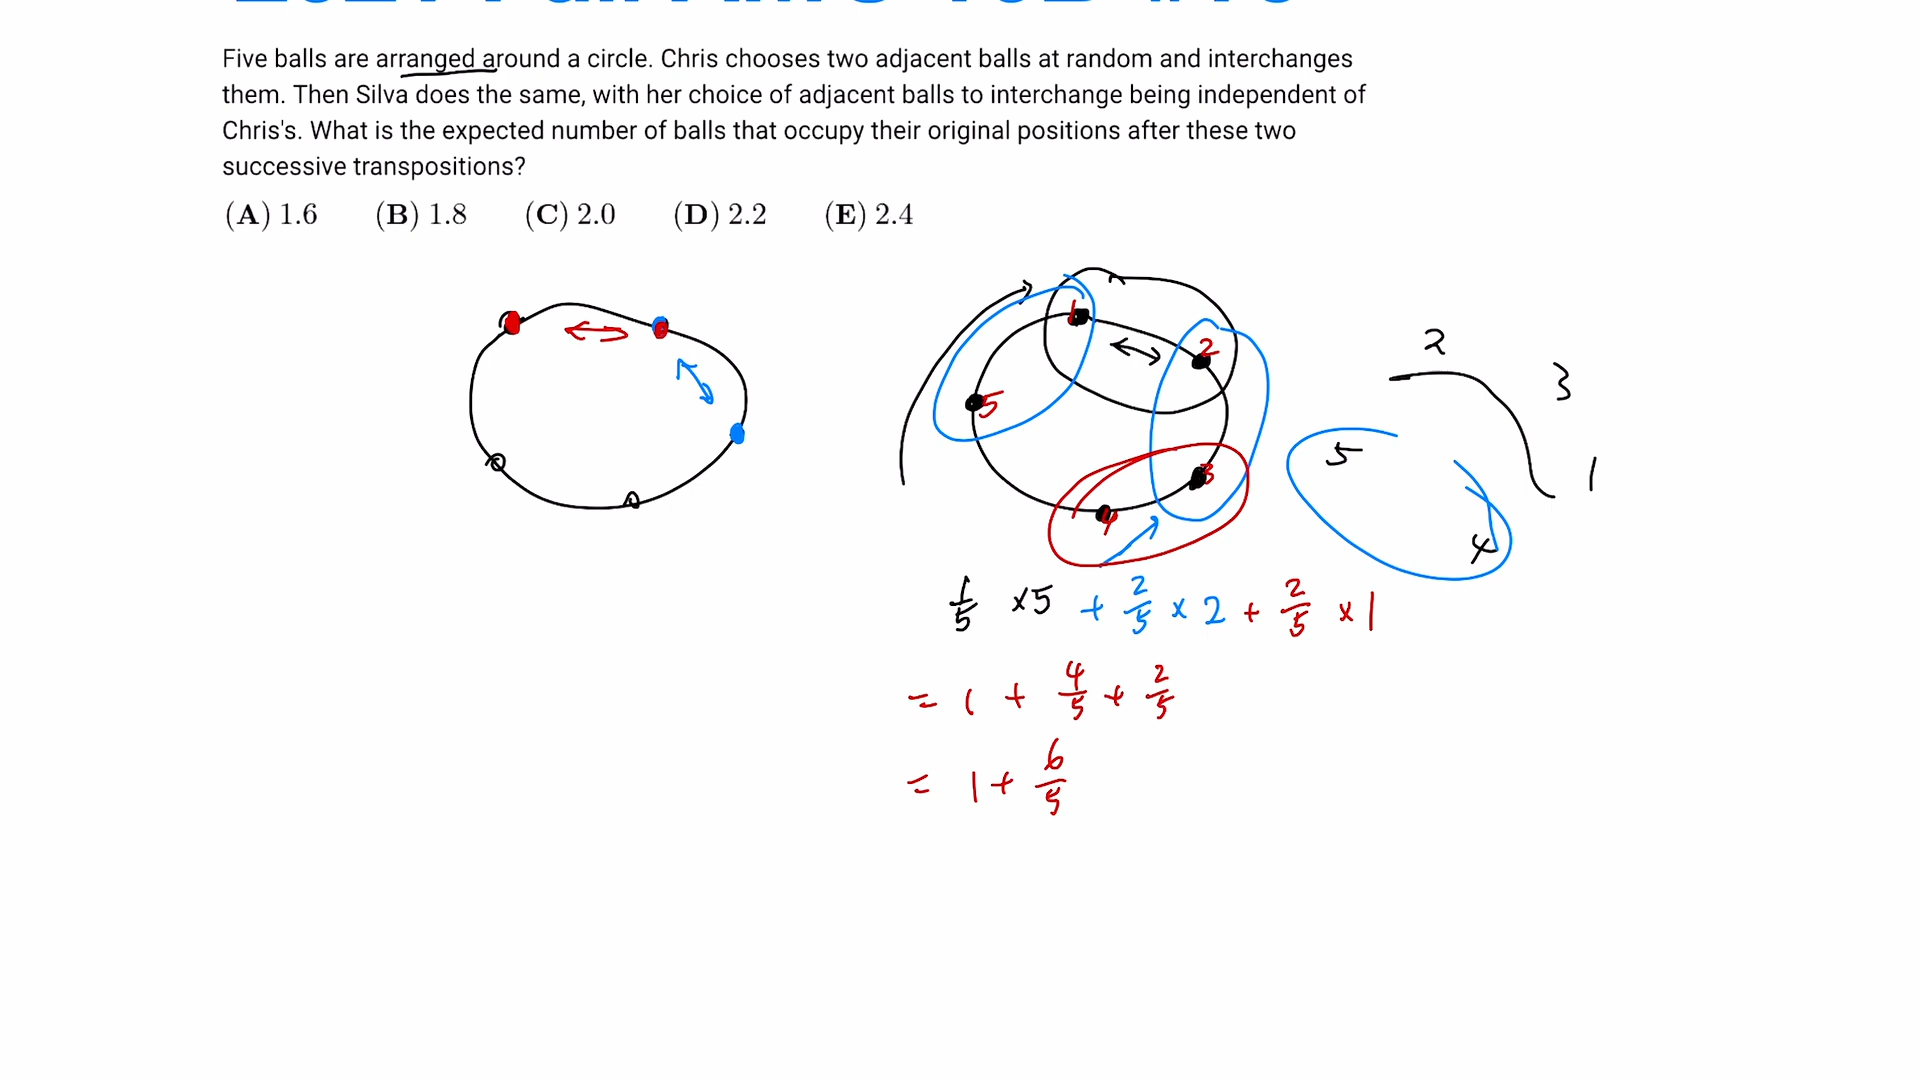 Five balls are arranged around a circle. Chris chooses two adjacent balls at random and interchanges
them. Then Silva does the same, with her choice of adjacent balls to interchange being independent of
Chris's. What is the expected number of balls that occupy their original positions after these two
successive transpositions?
(A) 1.6 (B) 1.8 (C) 2.0 (D) 2.2 (E) 2.4
1
2
5
3
4
2
3
5
1
4
1/5 × 5 + 2/5 × 2 + 2/5 × 1
= 1 + 4/5 + 2/5
= 1 + 6/5